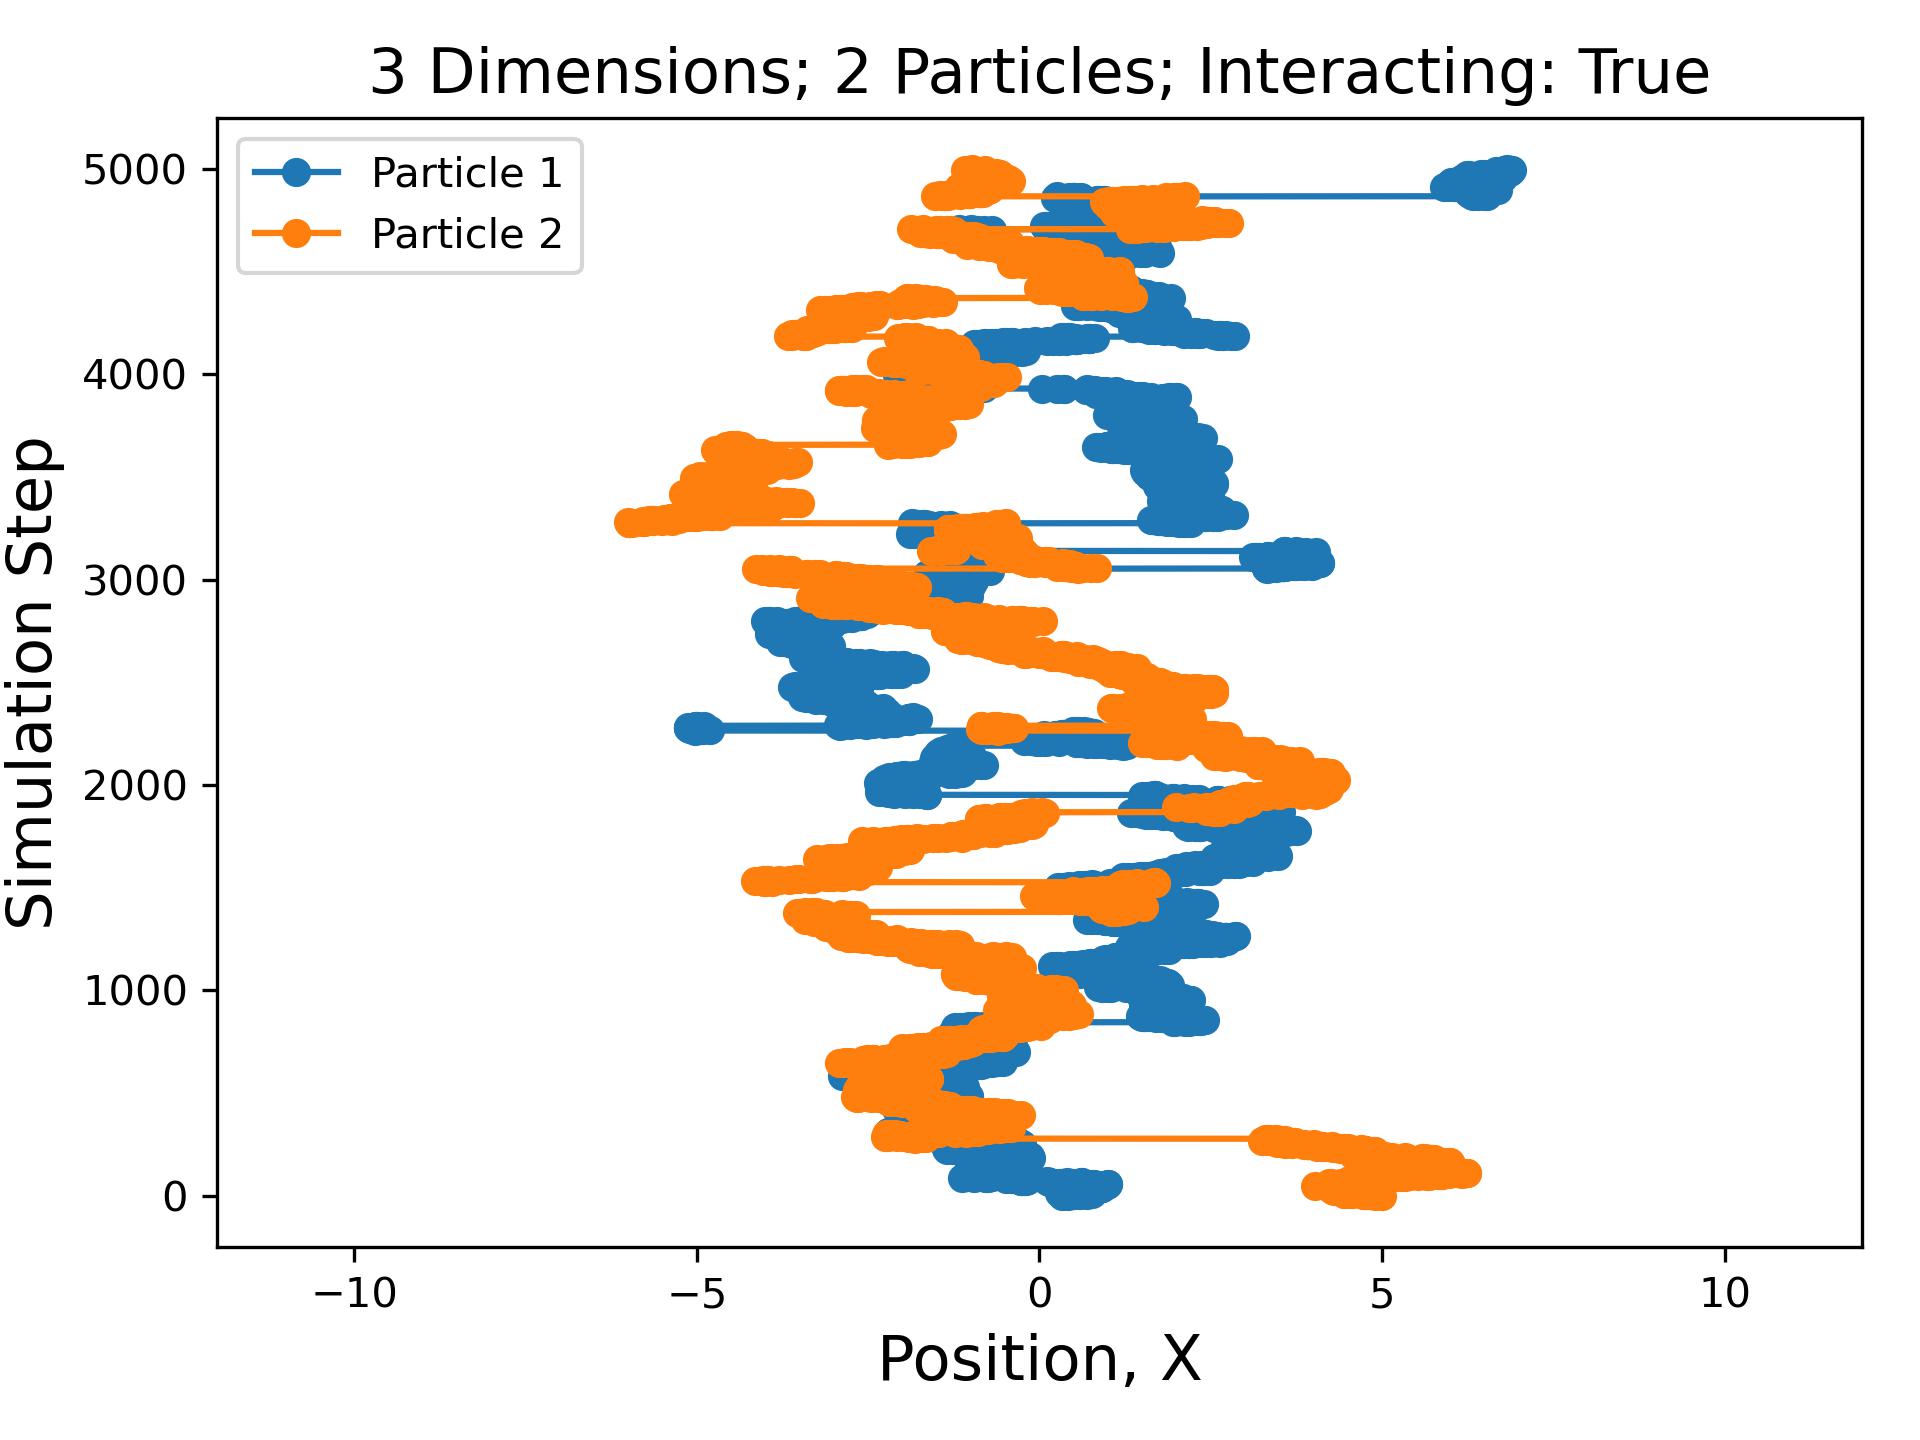 3 Dimensions; 2 Particles; Interacting: True
Particle 1
Particle 2
5000
4000
3000
2000
1000
0
Simulation Step
−10
−5
0
5
10
Position, X